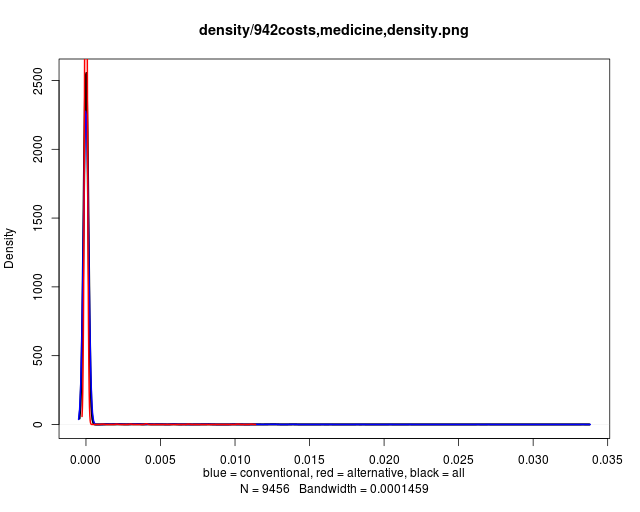 density/942costs,medicine,density.png
Density
2500
2000
1500
1000
500
0
0.000 0.005 0.010 0.015 0.020 0.025 0.030 0.035
blue = conventional, red = alternative, black = all
N = 9456 Bandwidth = 0.0001459